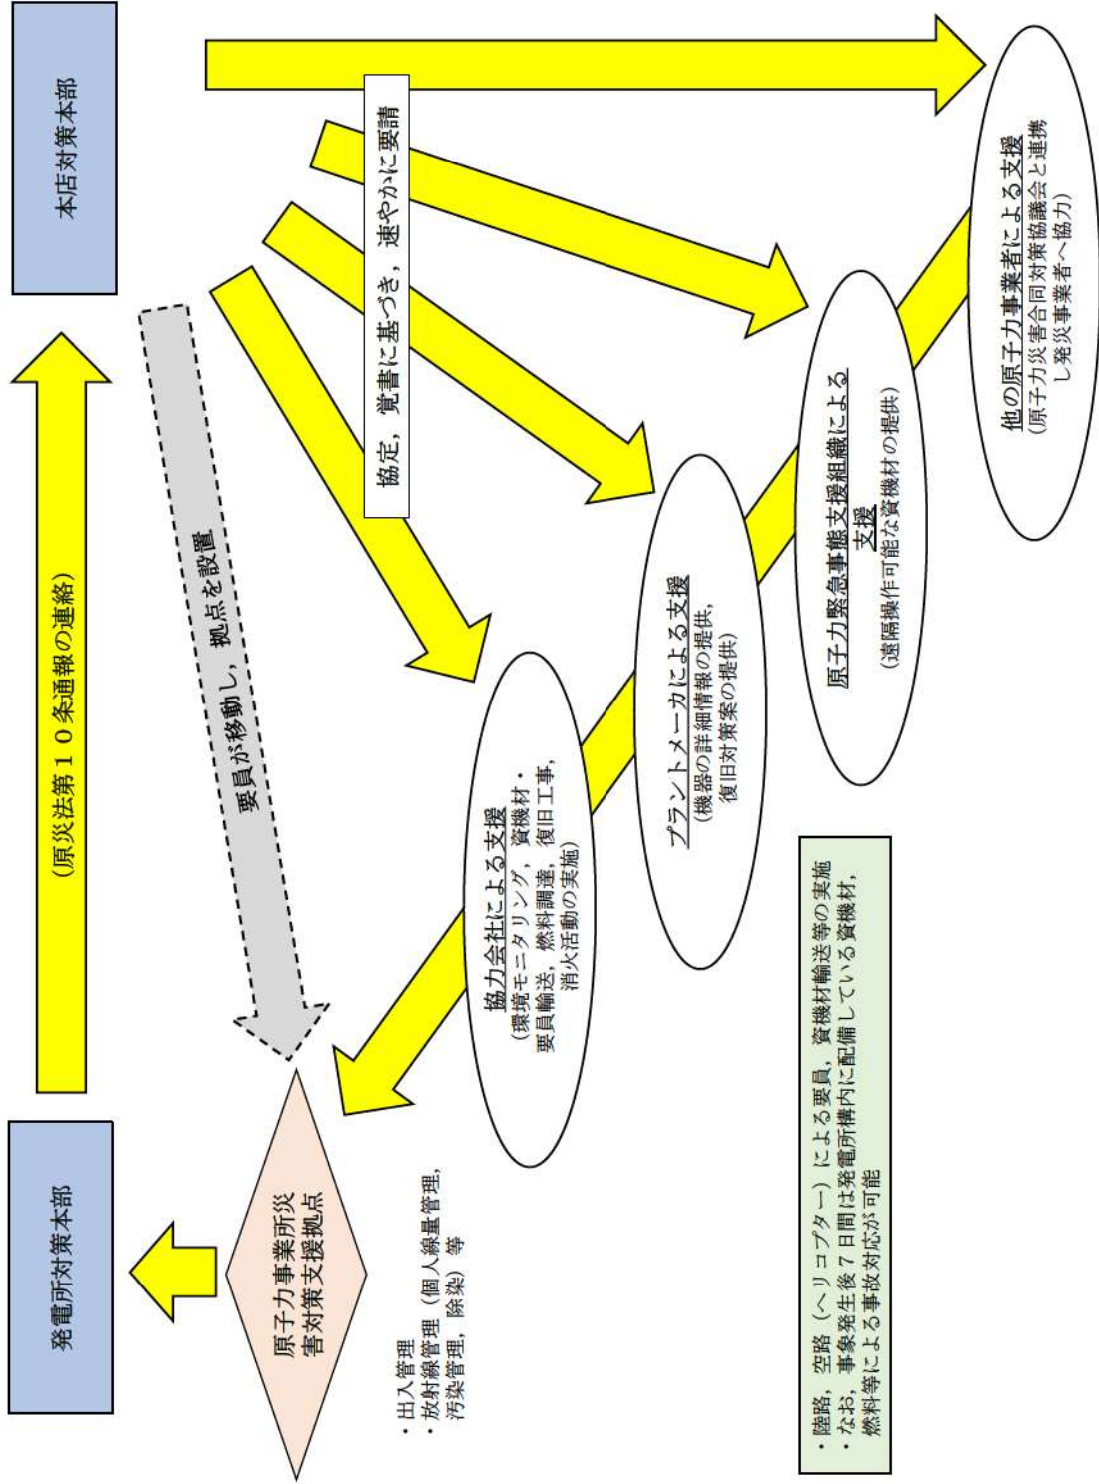 発電所対策本部
(原災法第１０条通報の連絡)
本店対策本部
要員が移動し，拠点を設置
原子力事業所災
害対策支援拠点
・出入管理
・放射線管理（個人線量管理，
汚染管理，除染）等
協定，覚書に基づき，速やかに要請
協力会社による支援
(環境モニタリング，資機材・
要員輸送，燃料調達，復旧工事，
消火活動の実施)
プラントメーカによる支援
(機器の詳細情報の提供，
復旧対策案の提供)
原子力緊急事態支援組織による
支援
(遠隔操作可能な資機材の提供)
他の原子力事業者による支援
(原子力災害合同対策協議会と連携
し発災事業者へ協力)
・陸路，空路（ヘリコプター）による要員，資機材輸送等の実施
・なお，事象発生後７日間は発電所構内に配備している資機材，
燃料等による事故対応が可能